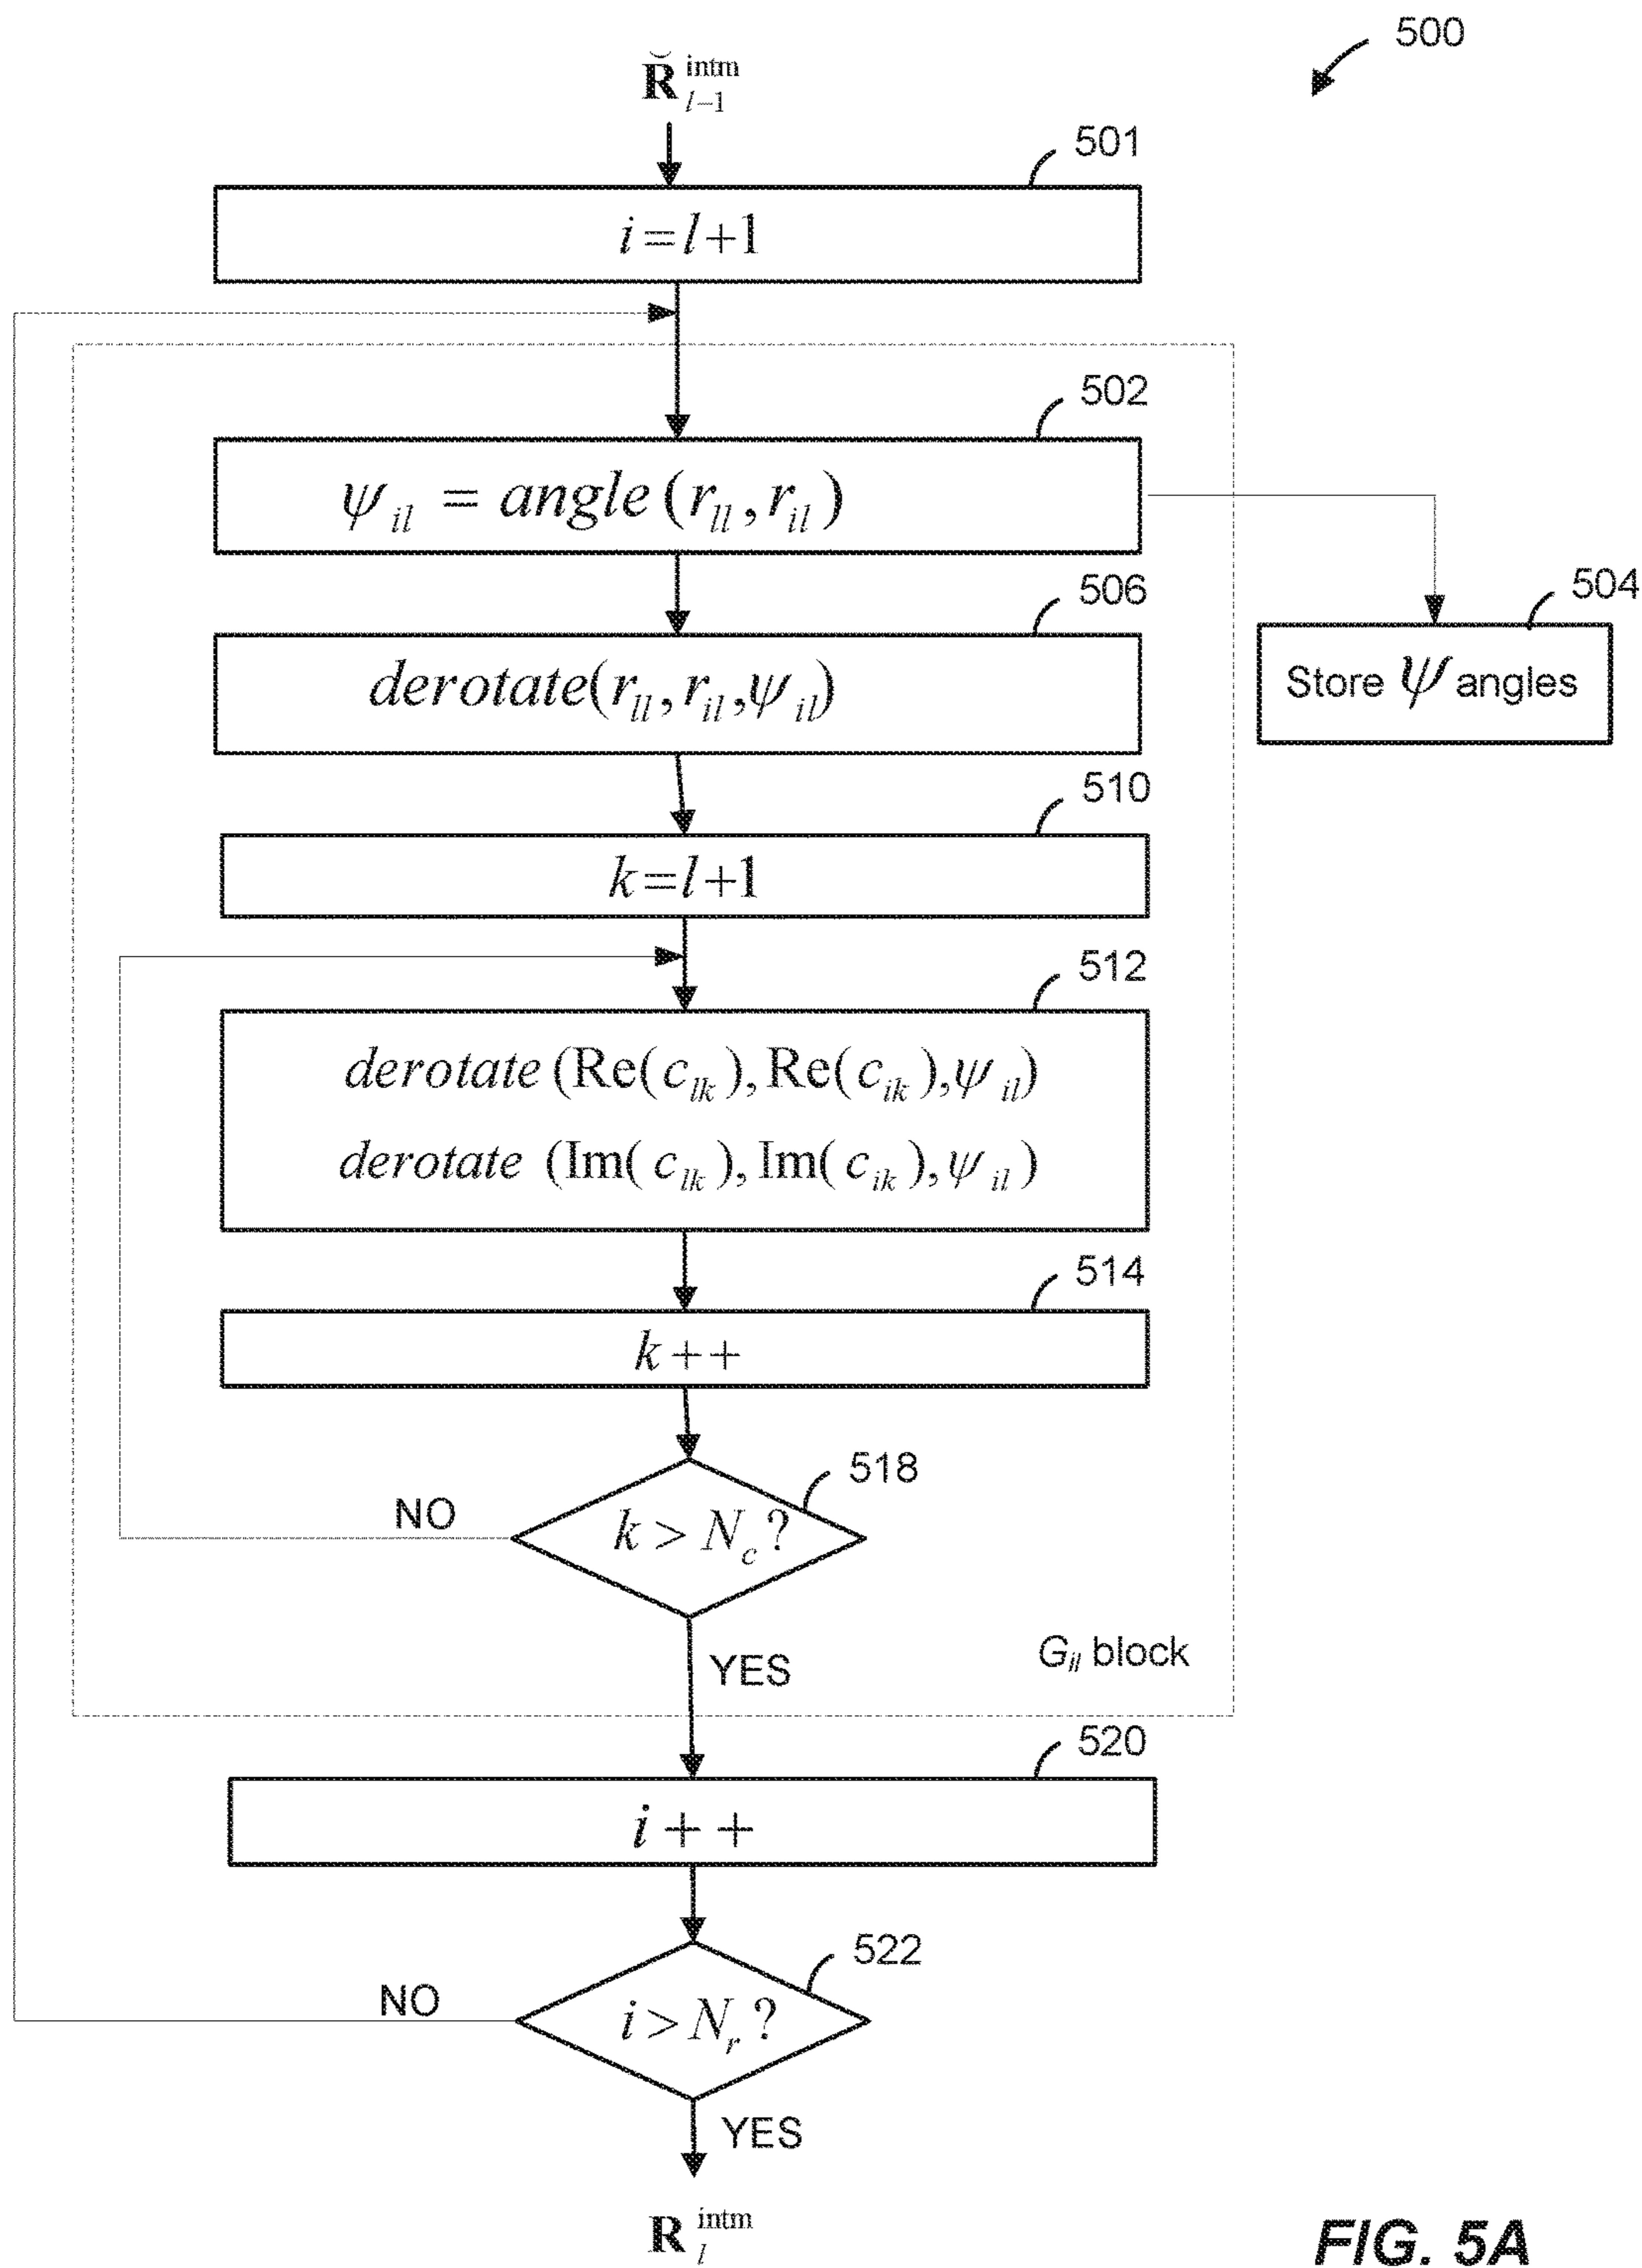 500
R̆ intm l−1
501
i=l+1
502
ψ il = angle (r ll , r il )
506
504
derotate(r ll , r il ,ψ il )
Store ψ angles
510
k=l+1
512
derotate (Re( c lk ), Re( c ik ),ψ il )
derotate (Im( c lk ), Im( c ik ), ψ il )
514
k ++
518
NO
k > N c ?
G il block
YES
520
i + +
522
NO
i > N r ?
YES
R intm l
FIG. 5A